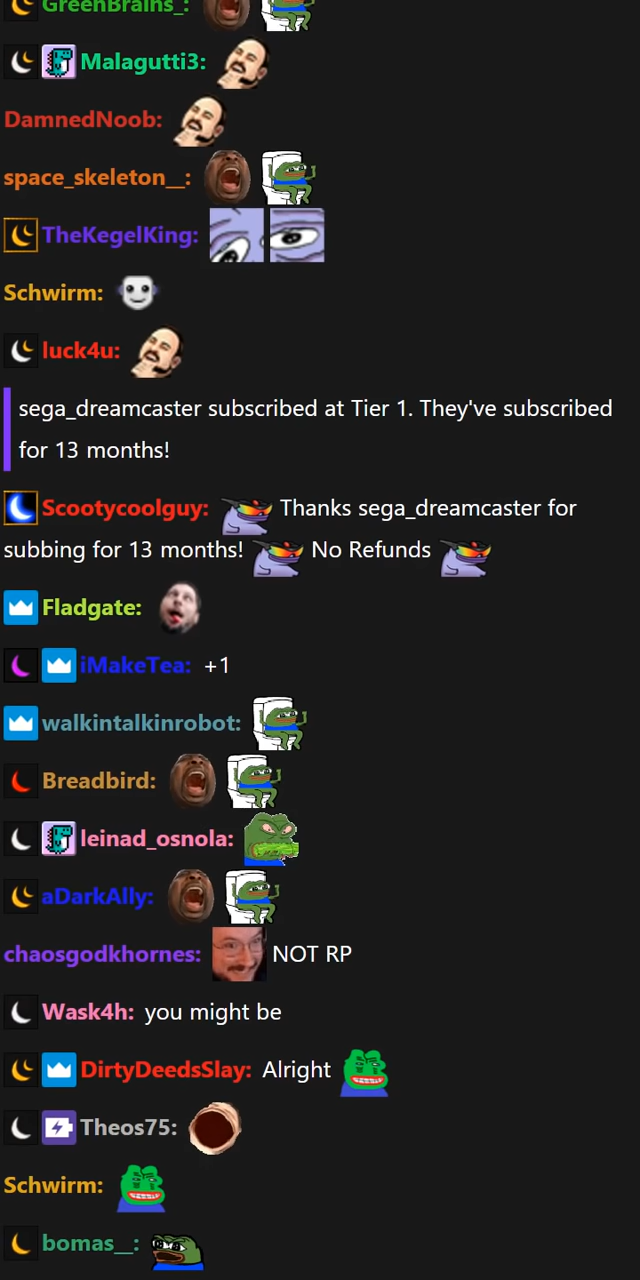 GreenBrains_:
Malagutti3:
DamnedNoob:
space_skeleton__:
TheKegelKing:
Schwirm:
luck4u:
sega_dreamcaster subscribed at Tier 1. They've subscribed
for 13 months!
Scootycoolguy: Thanks sega_dreamcaster for
subbing for 13 months! No Refunds
Fladgate:
iMakeTea: +1
walkintalkinrobot:
Breadbird:
leinad_osnola:
aDarkAlly:
chaosgodkhornes: NOT RP
Wask4h: you might be
DirtyDeedsSlay: Alright
Theos75:
Schwirm:
bomas__: